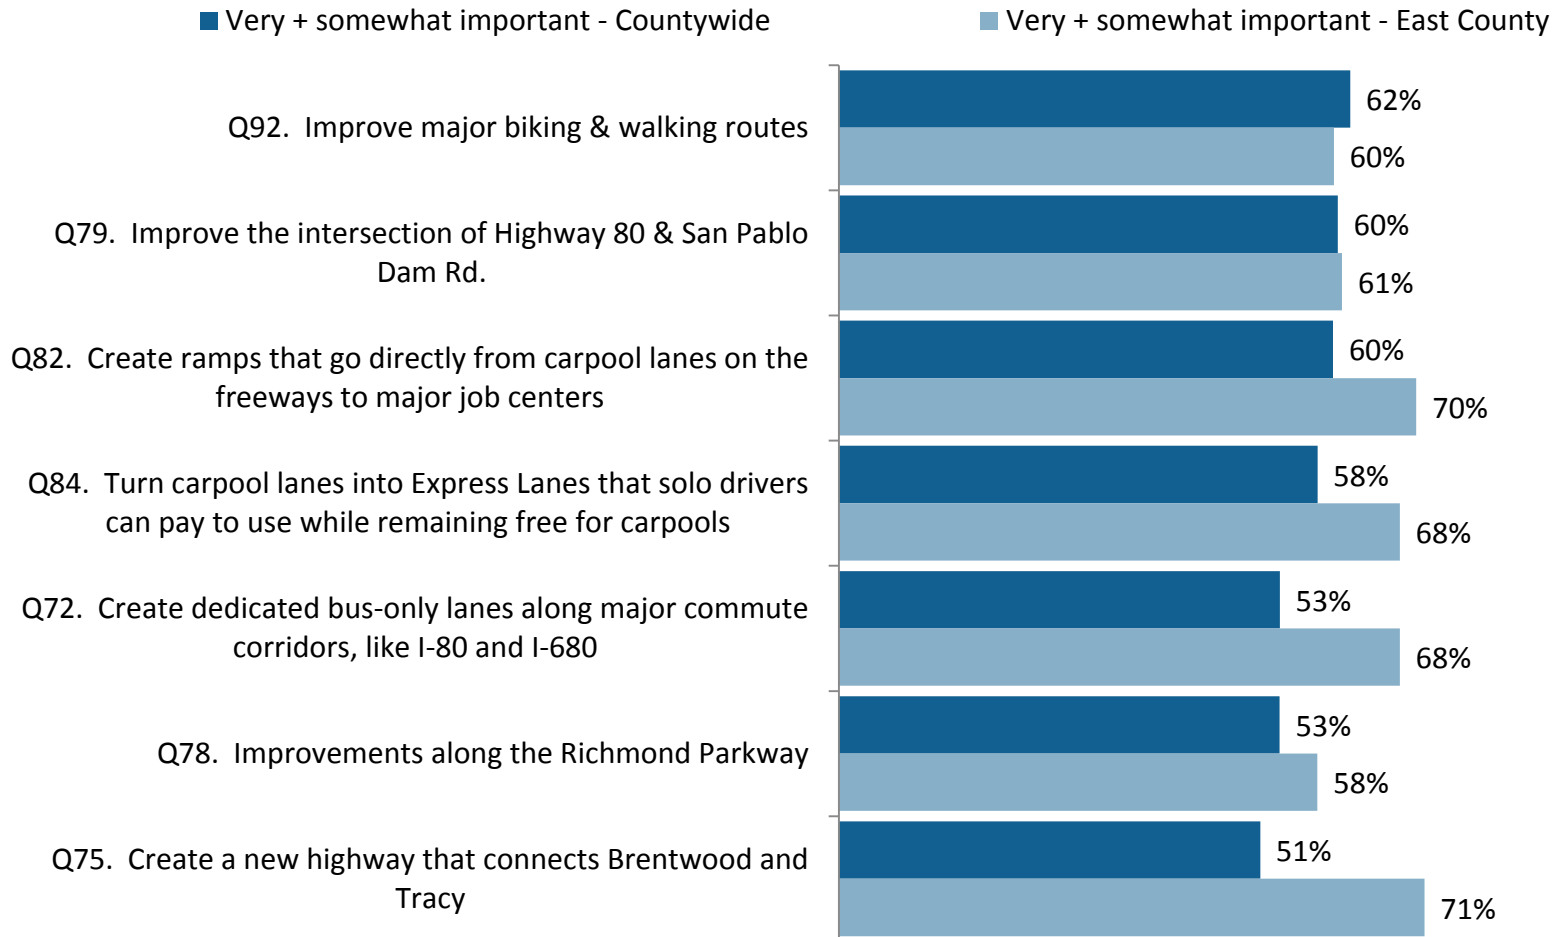 Very + somewhat important - Countywide
Very + somewhat important - East County
Q92.  Improve major biking & walking routes
62%
60%
Q79.  Improve the intersection of Highway 80 & San Pablo
Dam Rd.
60%
61%
Q82.  Create ramps that go directly from carpool lanes on the
freeways to major job centers
60%
70%
Q84.  Turn carpool lanes into Express Lanes that solo drivers
can pay to use while remaining free for carpools
58%
68%
Q72.  Create dedicated bus-only lanes along major commute
corridors, like I-80 and I-680
53%
68%
Q78.  Improvements along the Richmond Parkway
53%
58%
Q75.  Create a new highway that connects Brentwood and
Tracy
51%
71%